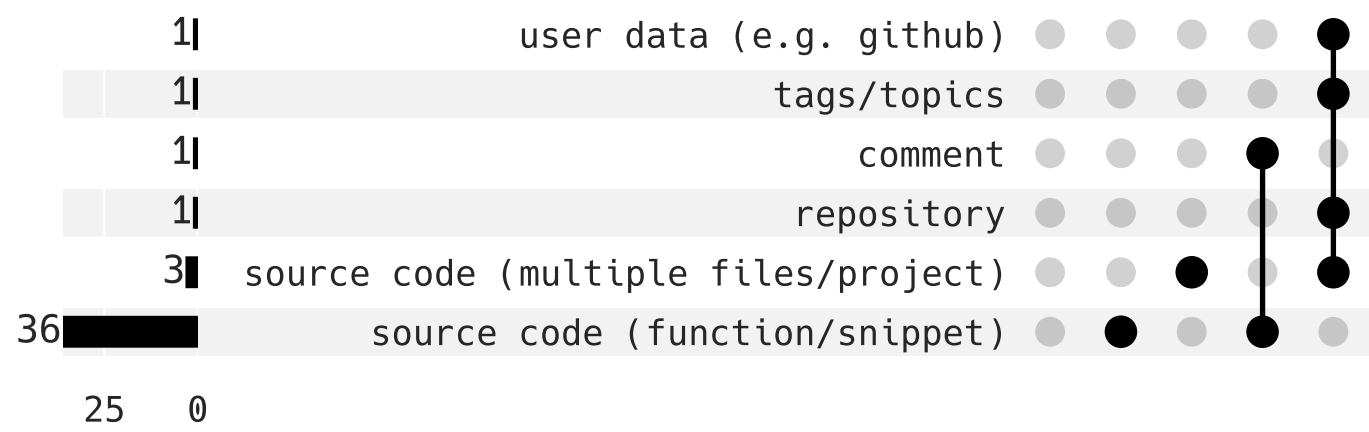 1 user data (e.g. github)
1 tags/topics
1 comment
1 repository
3 source code (multiple files/project)
36 source code (function/snippet)
25 0